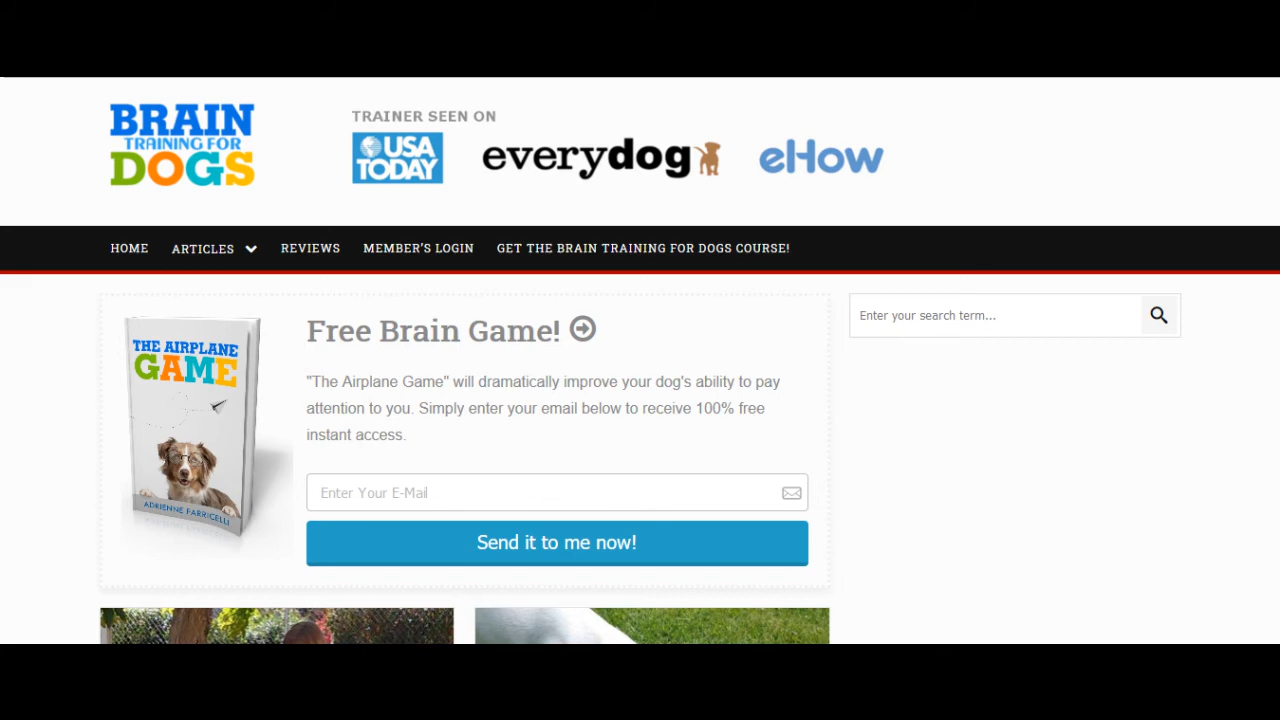 BRAIN
TRAINING FOR
DOGS
TRAINER SEEN ON
USA
TODAY
everydog
eHow
HOME ARTICLES REVIEWS MEMBER'S LOGIN GET THE BRAIN TRAINING FOR DOGS COURSE!
THE AIRPLANE
GAME
ADRIENNE FARRICELLI
Free Brain Game!
"The Airplane Game" will dramatically improve your dog's ability to pay
attention to you. Simply enter your email below to receive 100% free
instant access.
Enter Your E-Mail
Send it to me now!
Enter your search term...